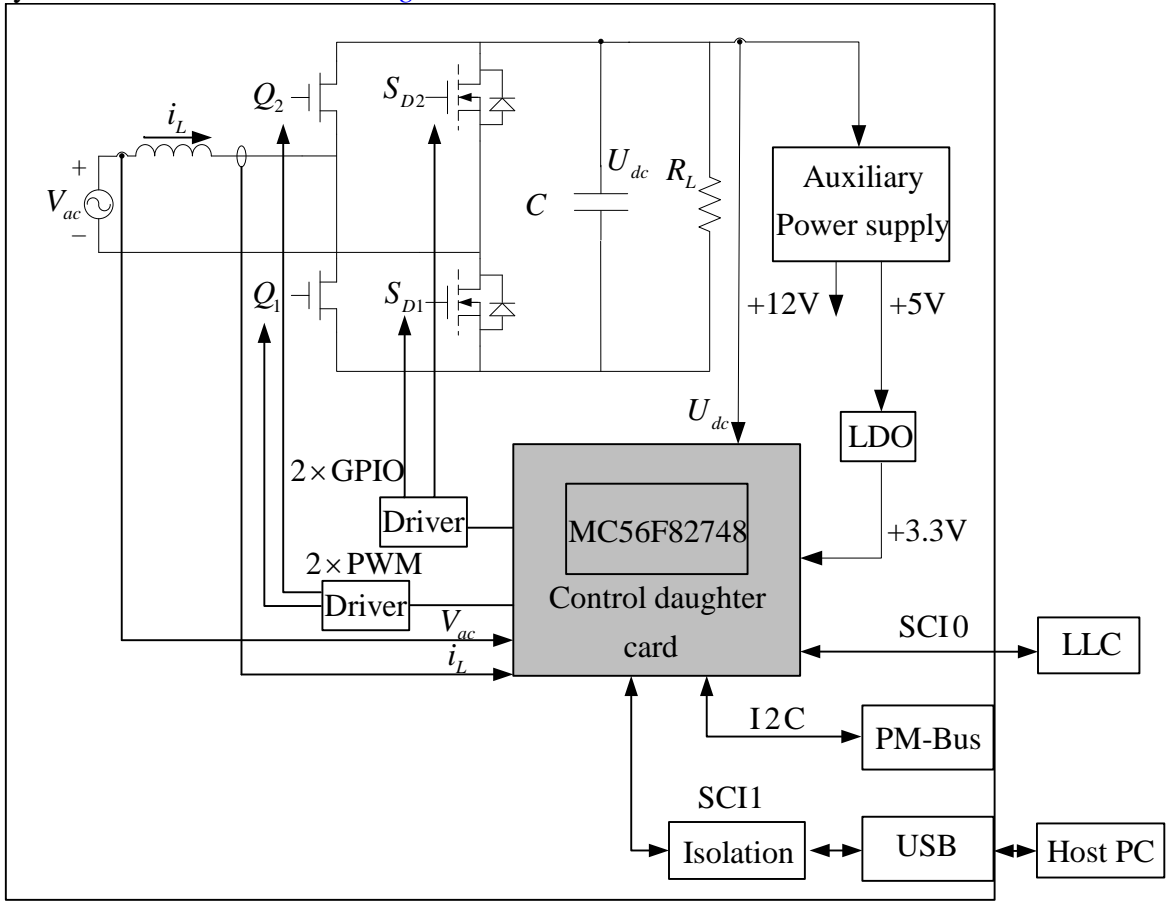 Q2
SD2
iL
+
Vac
−
Udc
RL
C
Auxiliary
Power supply
Q1
SD1
+12V
+5V
Udc
LDO
2×GPIO
Driver
MC56F82748
+3.3V
2×PWM
Driver
Control daughter
card
Vac
iL
SCI0
LLC
I2C
PM-Bus
SCI1
Isolation
USB
Host PC